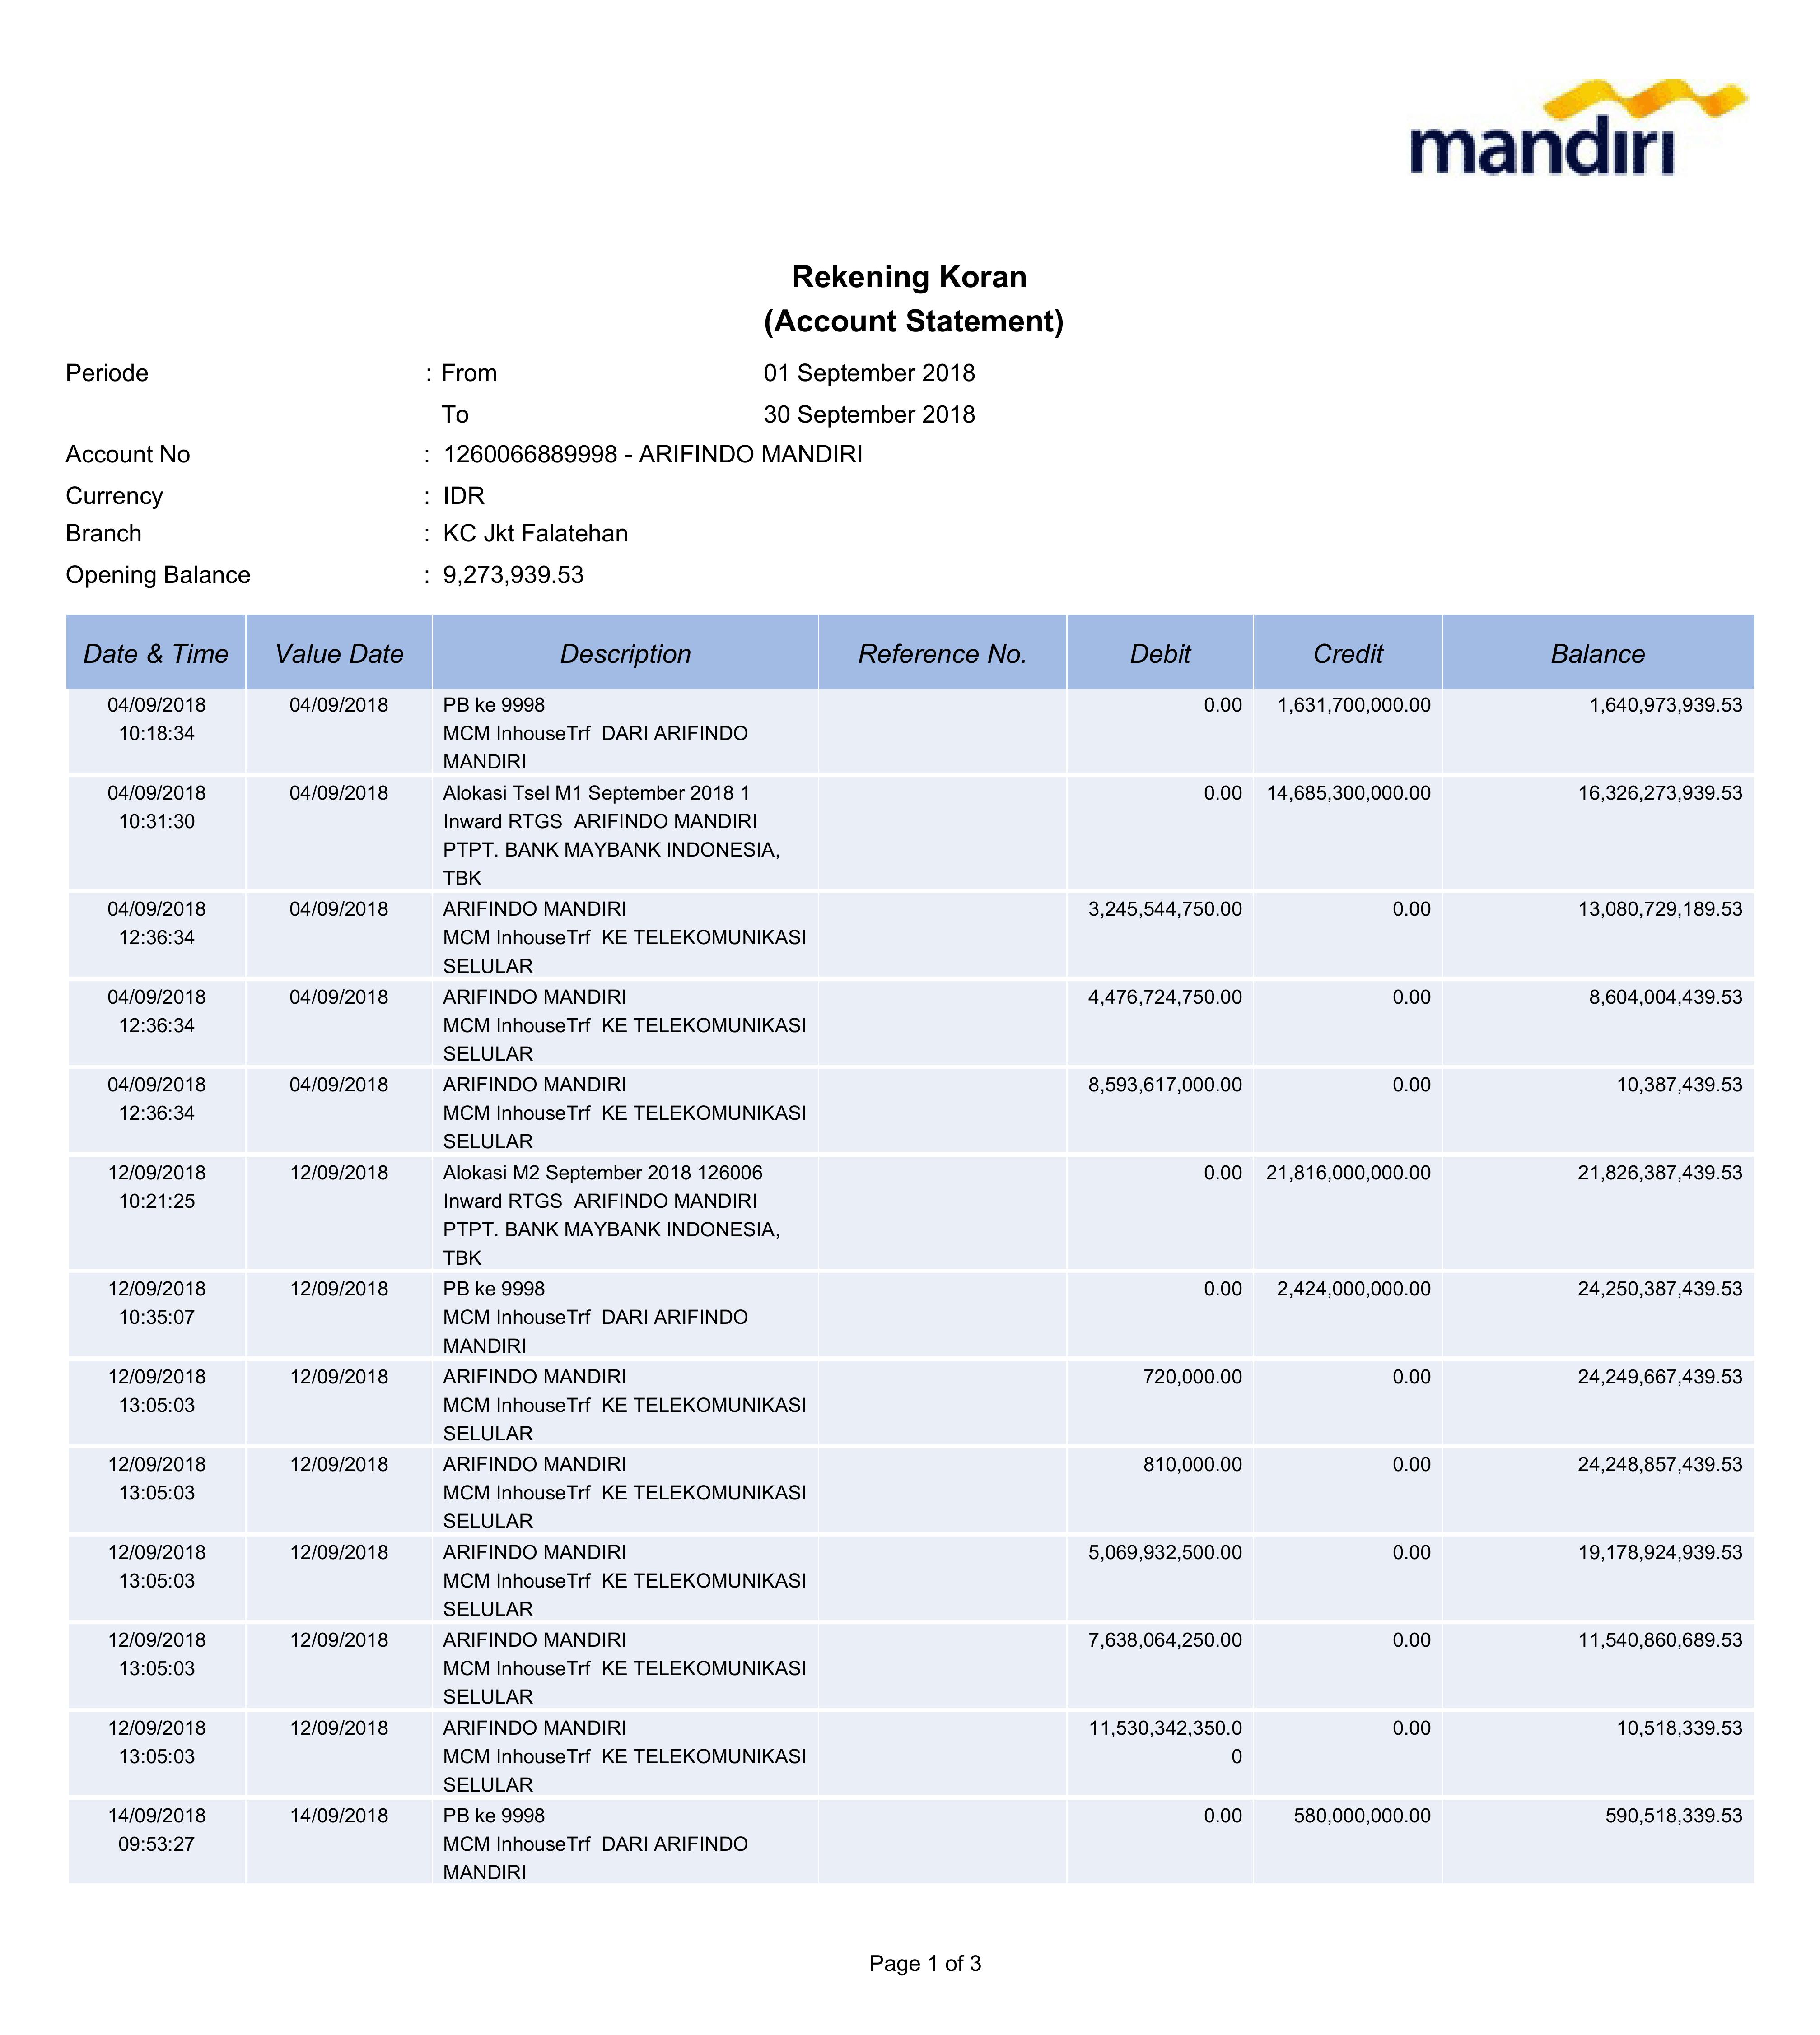 mandiri
Rekening Koran
(Account Statement)
Periode : From 01 September 2018
To 30 September 2018
Account No : 1260066889998 - ARIFINDO MANDIRI
Currency : IDR
Branch : KC Jkt Falatehan
Opening Balance : 9,273,939.53
Date & Time Value Date Description Reference No. Debit Credit Balance
04/09/2018 04/09/2018 PB ke 9998 0.00 1,631,700,000.00 1,640,973,939.53
10:18:34 MCM InhouseTrf DARI ARIFINDO
MANDIRI
04/09/2018 04/09/2018 Alokasi Tsel M1 September 2018 1 0.00 14,685,300,000.00 16,326,273,939.53
10:31:30 Inward RTGS ARIFINDO MANDIRI
PTPT. BANK MAYBANK INDONESIA,
TBK
04/09/2018 04/09/2018 ARIFINDO MANDIRI 3,245,544,750.00 0.00 13,080,729,189.53
12:36:34 MCM InhouseTrf KE TELEKOMUNIKASI
SELULAR
04/09/2018 04/09/2018 ARIFINDO MANDIRI 4,476,724,750.00 0.00 8,604,004,439.53
12:36:34 MCM InhouseTrf KE TELEKOMUNIKASI
SELULAR
04/09/2018 04/09/2018 ARIFINDO MANDIRI 8,593,617,000.00 0.00 10,387,439.53
12:36:34 MCM InhouseTrf KE TELEKOMUNIKASI
SELULAR
12/09/2018 12/09/2018 Alokasi M2 September 2018 126006 0.00 21,816,000,000.00 21,826,387,439.53
10:21:25 Inward RTGS ARIFINDO MANDIRI
PTPT. BANK MAYBANK INDONESIA,
TBK
12/09/2018 12/09/2018 PB ke 9998 0.00 2,424,000,000.00 24,250,387,439.53
10:35:07 MCM InhouseTrf DARI ARIFINDO
MANDIRI
12/09/2018 12/09/2018 ARIFINDO MANDIRI 720,000.00 0.00 24,249,667,439.53
13:05:03 MCM InhouseTrf KE TELEKOMUNIKASI
SELULAR
12/09/2018 12/09/2018 ARIFINDO MANDIRI 810,000.00 0.00 24,248,857,439.53
13:05:03 MCM InhouseTrf KE TELEKOMUNIKASI
SELULAR
12/09/2018 12/09/2018 ARIFINDO MANDIRI 5,069,932,500.00 0.00 19,178,924,939.53
13:05:03 MCM InhouseTrf KE TELEKOMUNIKASI
SELULAR
12/09/2018 12/09/2018 ARIFINDO MANDIRI 7,638,064,250.00 0.00 11,540,860,689.53
13:05:03 MCM InhouseTrf KE TELEKOMUNIKASI
SELULAR
12/09/2018 12/09/2018 ARIFINDO MANDIRI 11,530,342,350.0 0.00 10,518,339.53
13:05:03 MCM InhouseTrf KE TELEKOMUNIKASI 0
SELULAR
14/09/2018 14/09/2018 PB ke 9998 0.00 580,000,000.00 590,518,339.53
09:53:27 MCM InhouseTrf DARI ARIFINDO
MANDIRI
Page 1 of 3